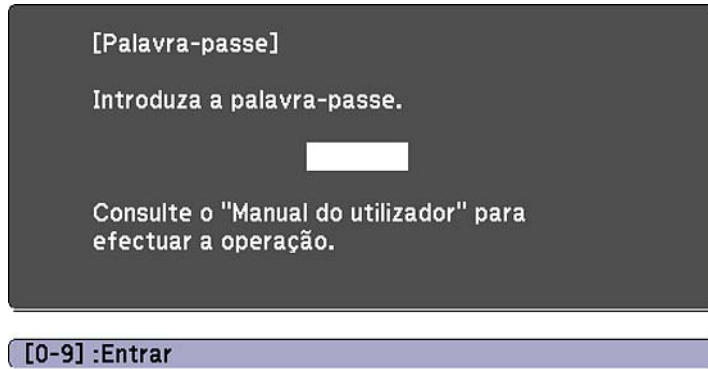 [Palavra-passe]
Introduza a palavra-passe.
Consulte o "Manual do utilizador" para
efectuar a operação.
[0-9] :Entrar